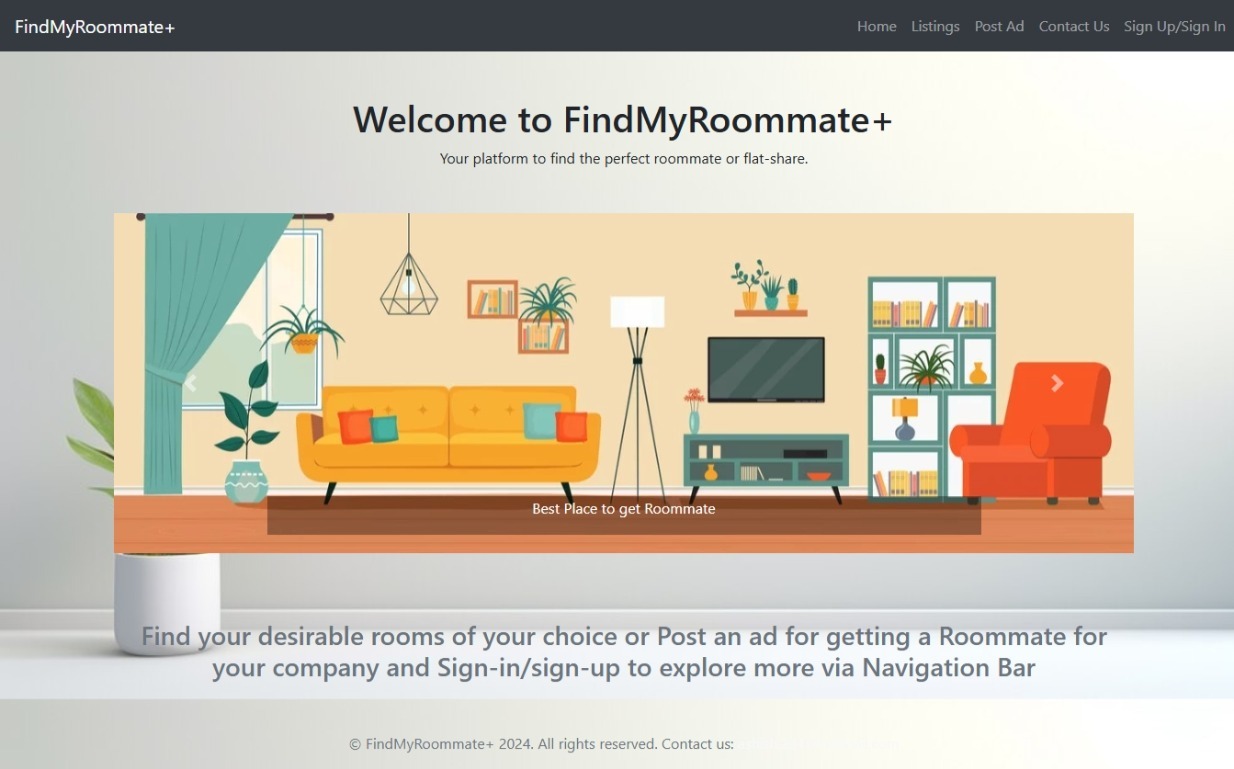 FindMyRoommate+
Home Listings Post Ad Contact Us Sign Up/Sign In
Welcome to FindMyRoommate+
Your platform to find the perfect roommate or flat-share.
Best Place to get Roommate
Find your desirable rooms of your choice or Post an ad for getting a Roommate for
your company and Sign-in/sign-up to explore more via Navigation Bar
© FindMyRoommate+ 2024. All rights reserved. Contact us: